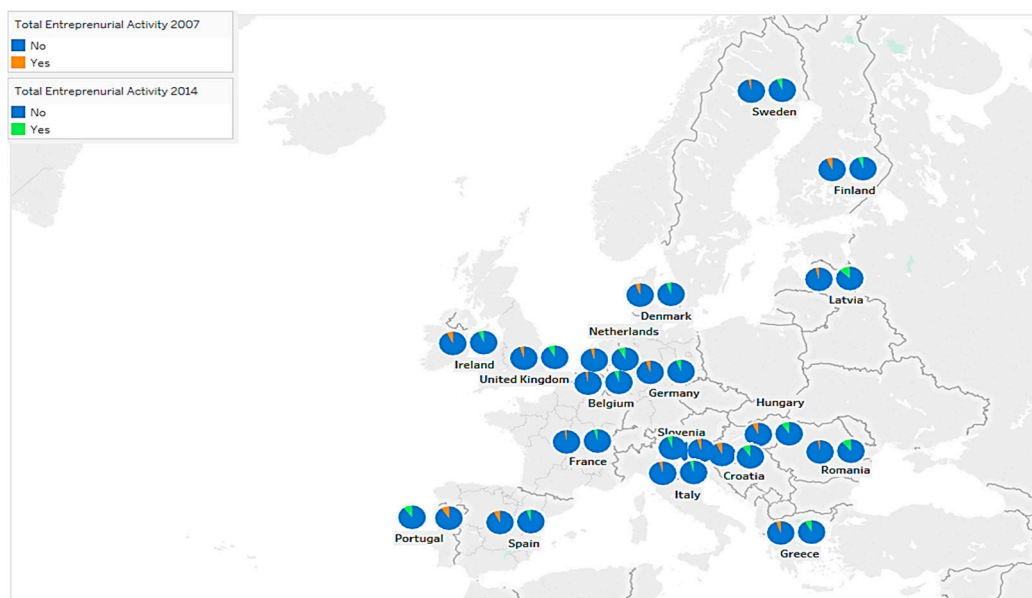 Total Entreprenurial Activity 2007
No
Yes
Total Entreprenurial Activity 2014
No
Yes
Sweden
Finland
Latvia
Denmark
Netherlands
Ireland
United Kingdom
Germany
Belgium
Hungary
Slovenia
France
Croatia
Romania
Italy
Portugal
Spain
Greece